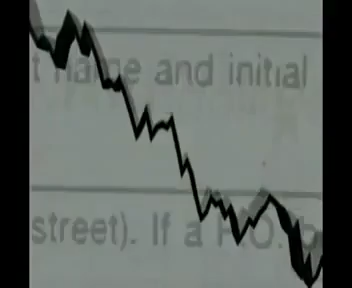 t name and initial
street). If a P.O. b